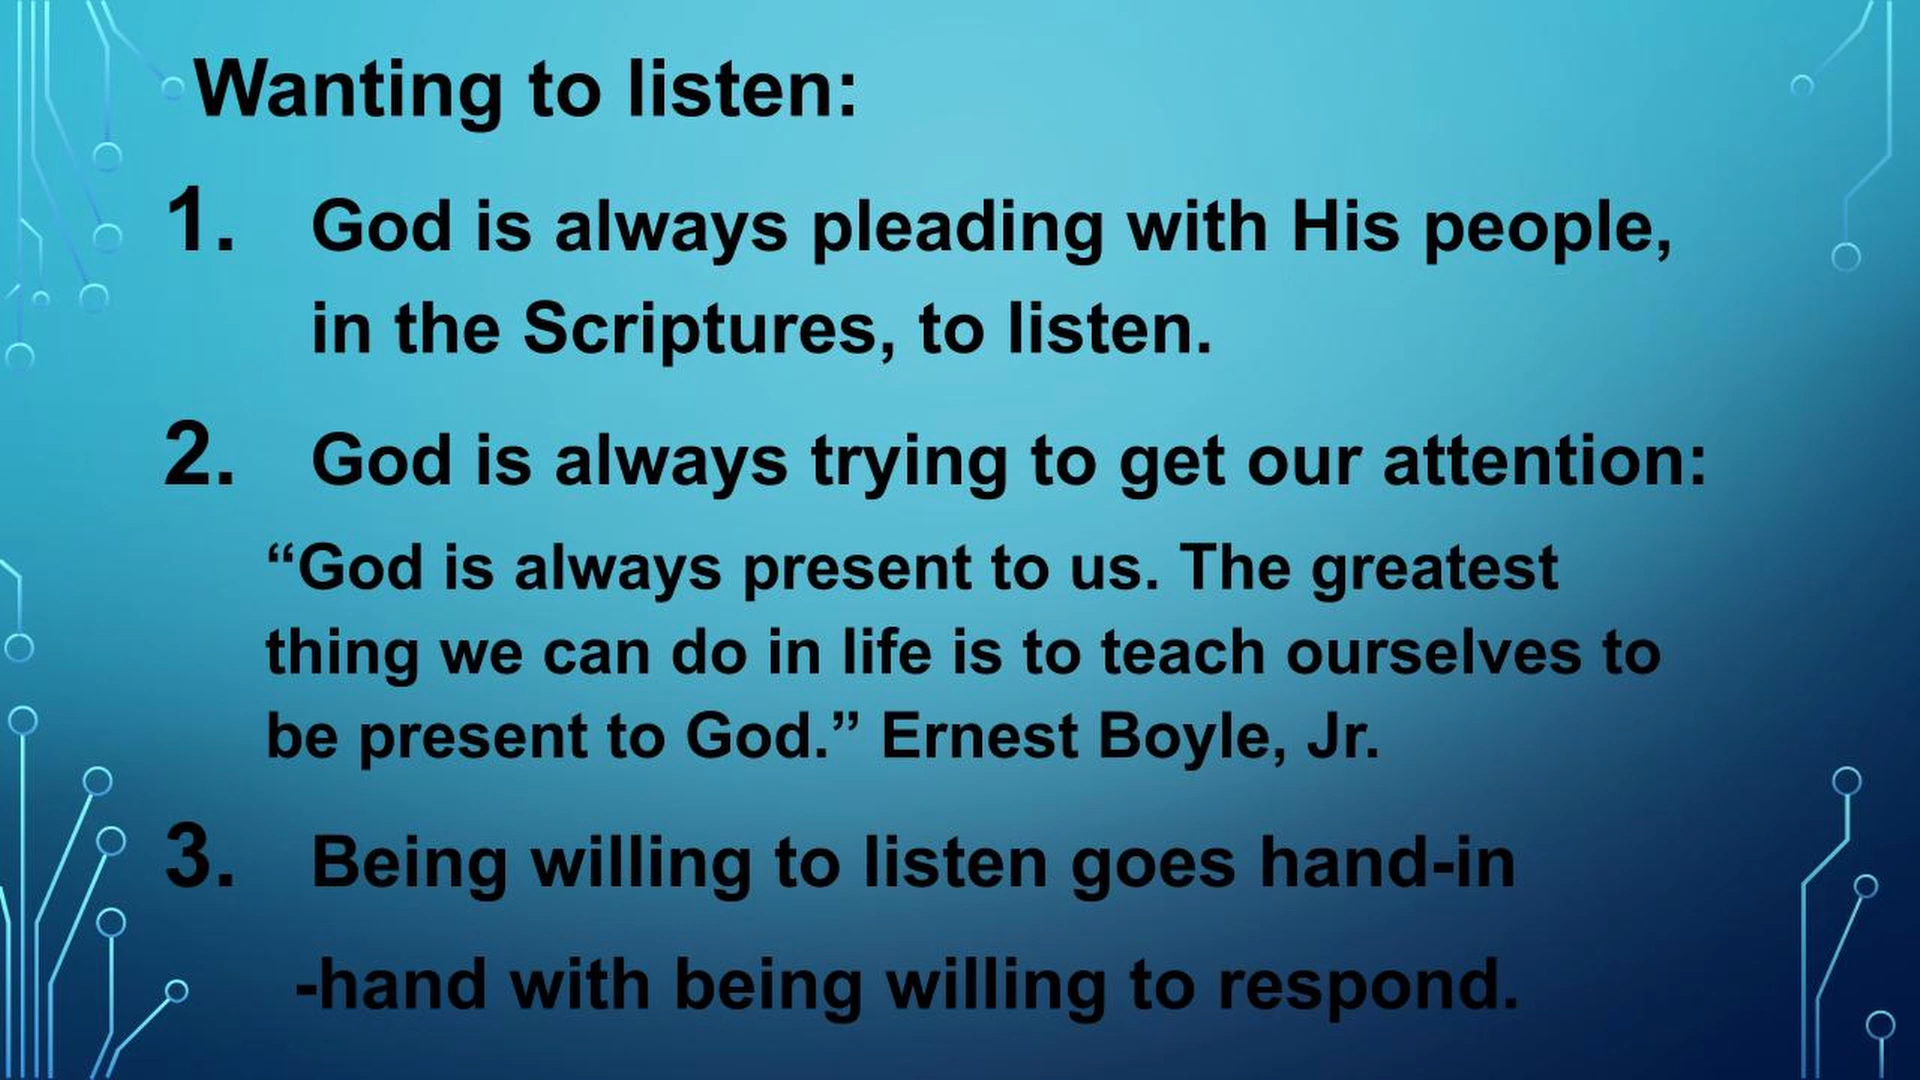 Wanting to listen:
1. God is always pleading with His people,
in the Scriptures, to listen.
2. God is always trying to get our attention:
“God is always present to us. The greatest
thing we can do in life is to teach ourselves to
be present to God.” Ernest Boyle, Jr.
3. Being willing to listen goes hand-in
-hand with being willing to respond.